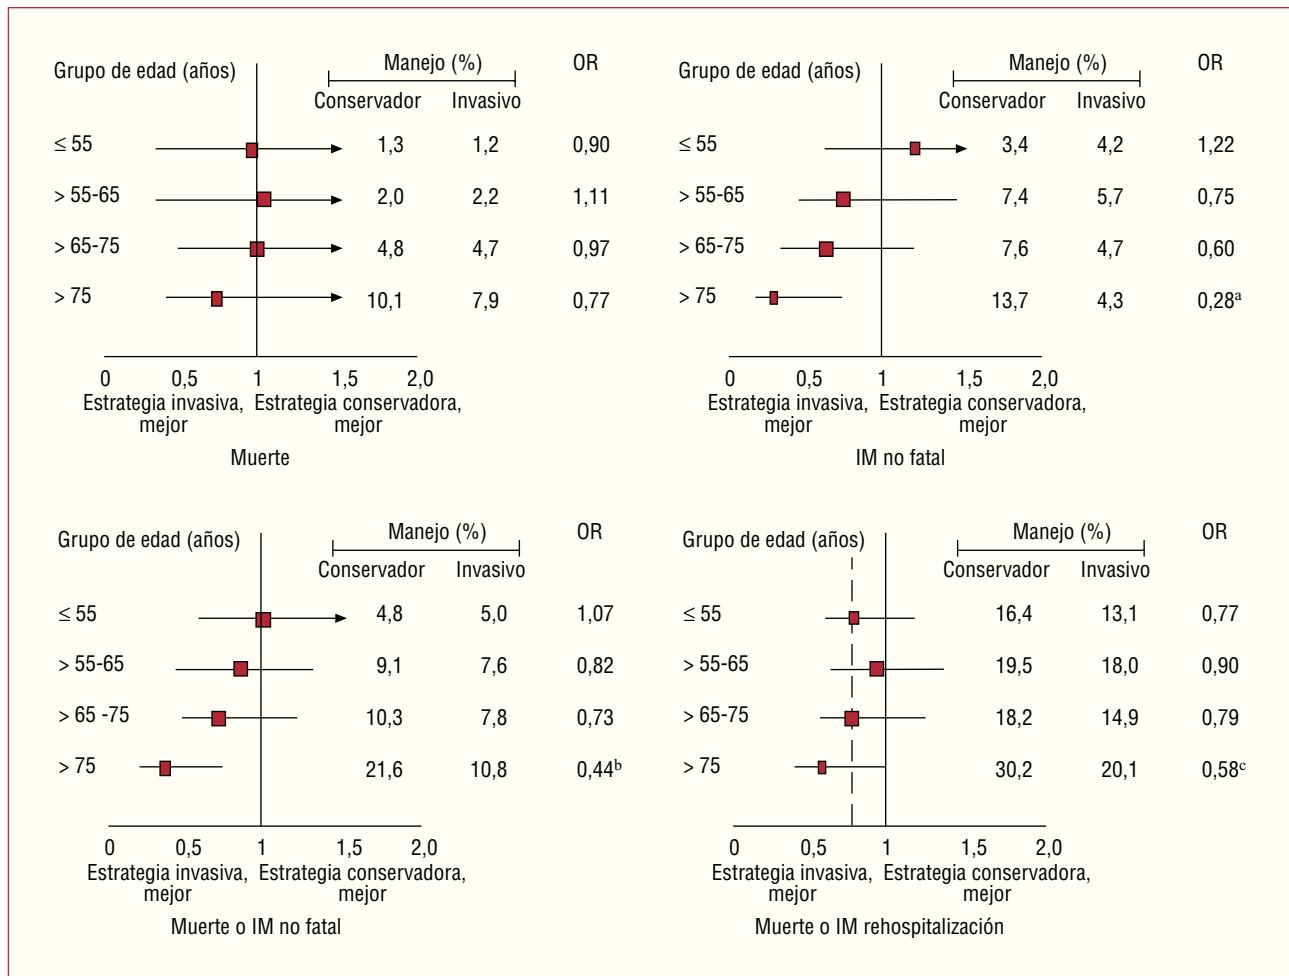 Grupo de edad (años) Manejo (%) OR
Conservador Invasivo
≤ 55 1,3 1,2 0,90
> 55-65 2,0 2,2 1,11
> 65-75 4,8 4,7 0,97
> 75 10,1 7,9 0,77
0 0,5 1 1,5 2,0
Estrategia invasiva, mejor
Estrategia conservadora, mejor
Muerte
Grupo de edad (años) Manejo (%) OR
Conservador Invasivo
≤ 55 3,4 4,2 1,22
> 55-65 7,4 5,7 0,75
> 65-75 7,6 4,7 0,60
> 75 13,7 4,3 0,28ª
0 0,5 1 1,5 2,0
Estrategia invasiva, mejor
Estrategia conservadora, mejor
IM no fatal
Grupo de edad (años) Manejo (%) OR
Conservador Invasivo
≤ 55 4,8 5,0 1,07
> 55-65 9,1 7,6 0,82
> 65 -75 10,3 7,8 0,73
> 75 21,6 10,8 0,44ᵇ
0 0,5 1 1,5 2,0
Estrategia invasiva, mejor
Estrategia conservadora, mejor
Muerte o IM no fatal
Grupo de edad (años) Manejo (%) OR
Conservador Invasivo
≤ 55 16,4 13,1 0,77
> 55-65 19,5 18,0 0,90
> 65-75 18,2 14,9 0,79
> 75 30,2 20,1 0,58ᶜ
0 0,5 1 1,5 2,0
Estrategia invasiva, mejor
Estrategia conservadora, mejor
Muerte o IM rehospitalización